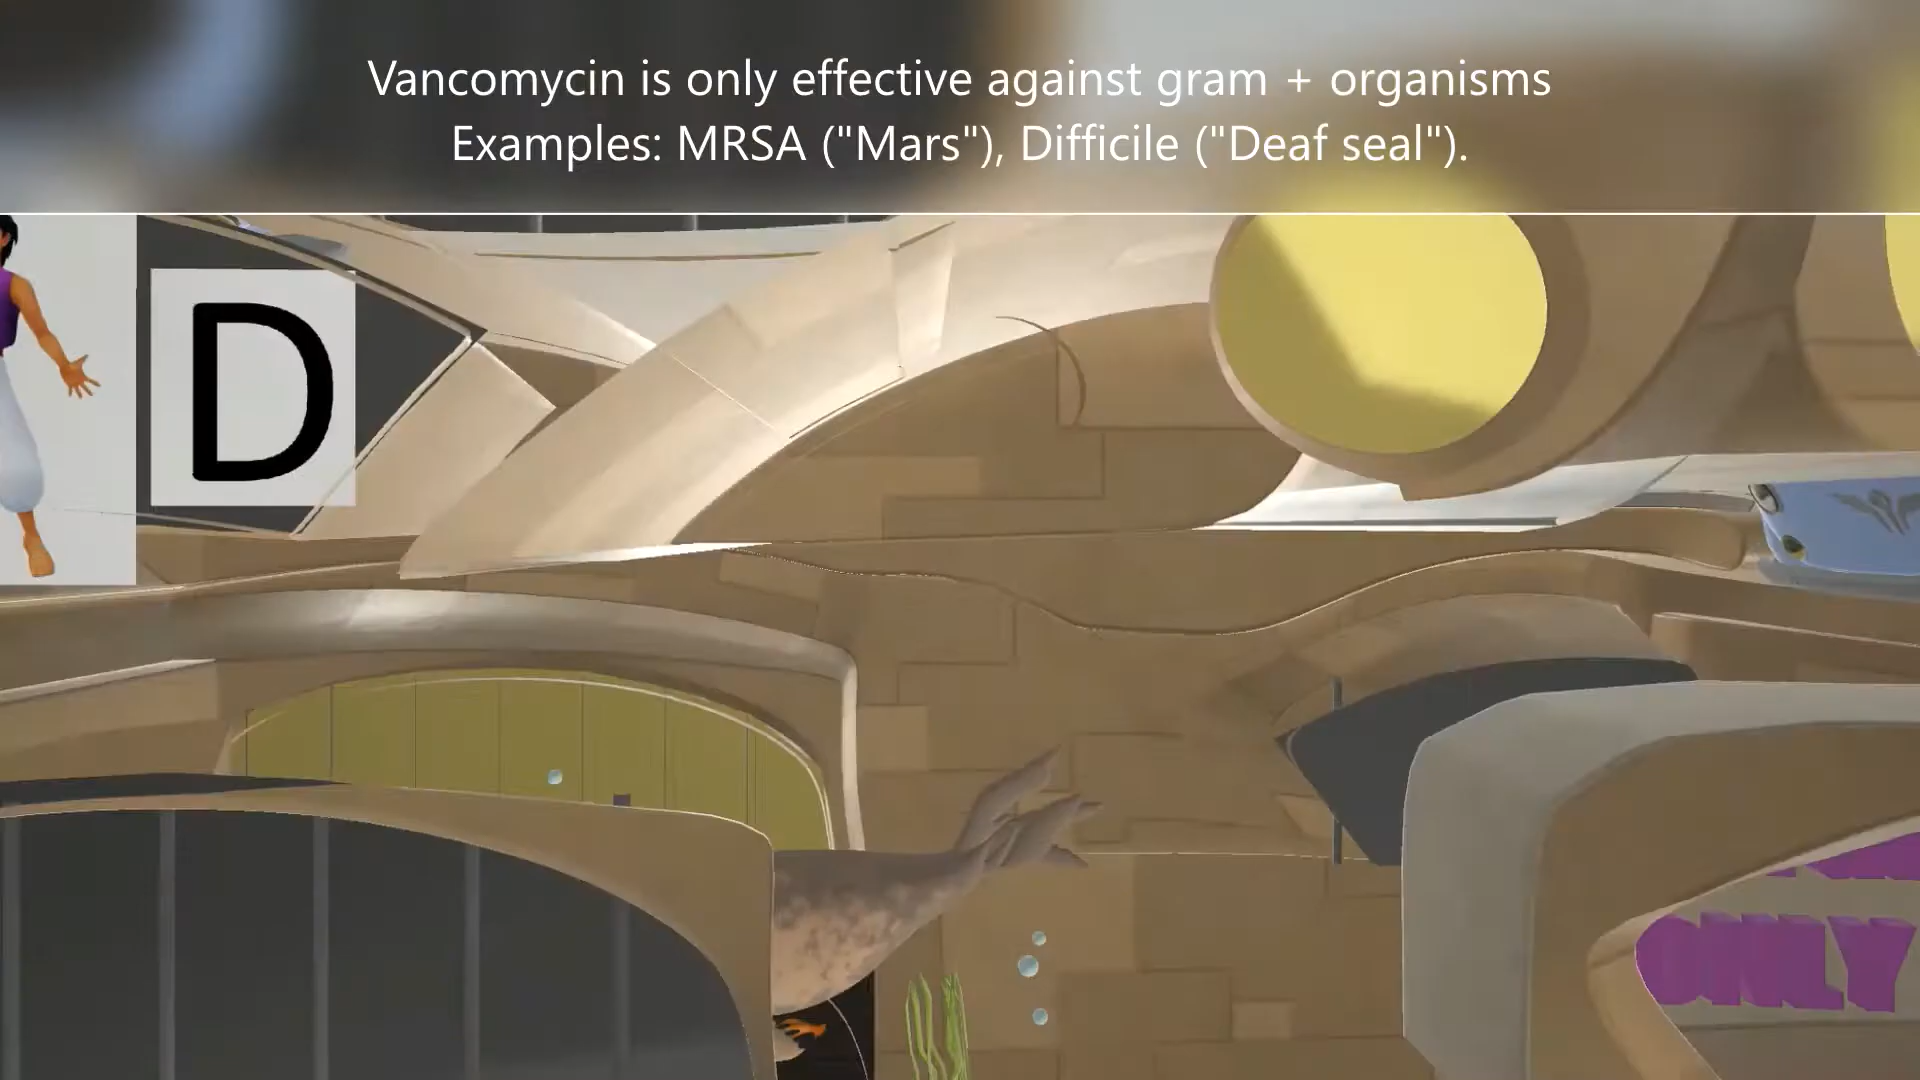 Vancomycin is only effective against gram + organisms
Examples: MRSA ("Mars"), Difficile ("Deaf seal").
D
ONLY